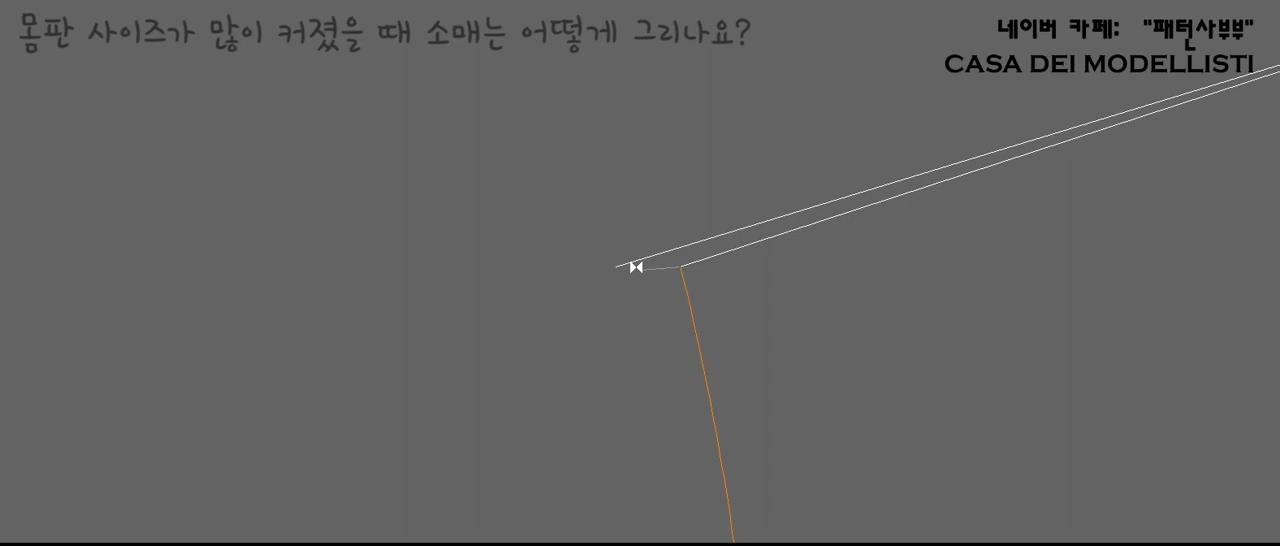 몸판 사이즈가 많이 커졌을 때 소매는 어떻게 그리나요?
네이버 카페: "패턴사부부"
CASA DEI MODELLISTI